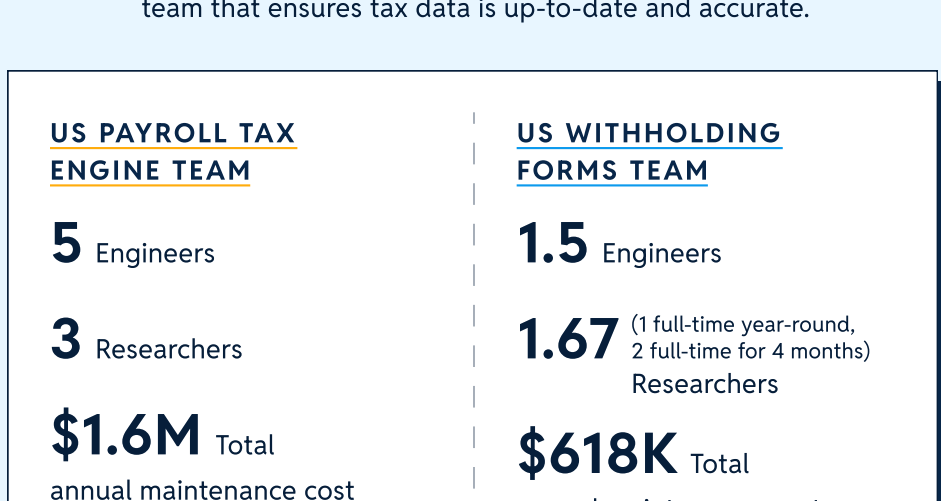 team that ensures tax data is up-to-date and accurate.
US PAYROLL TAX
ENGINE TEAM
5 Engineers
3 Researchers
$1.6M Total
annual maintenance cost
US WITHHOLDING
FORMS TEAM
1.5 Engineers
1.67 (1 full-time year-round,
2 full-time for 4 months)
Researchers
$618K Total